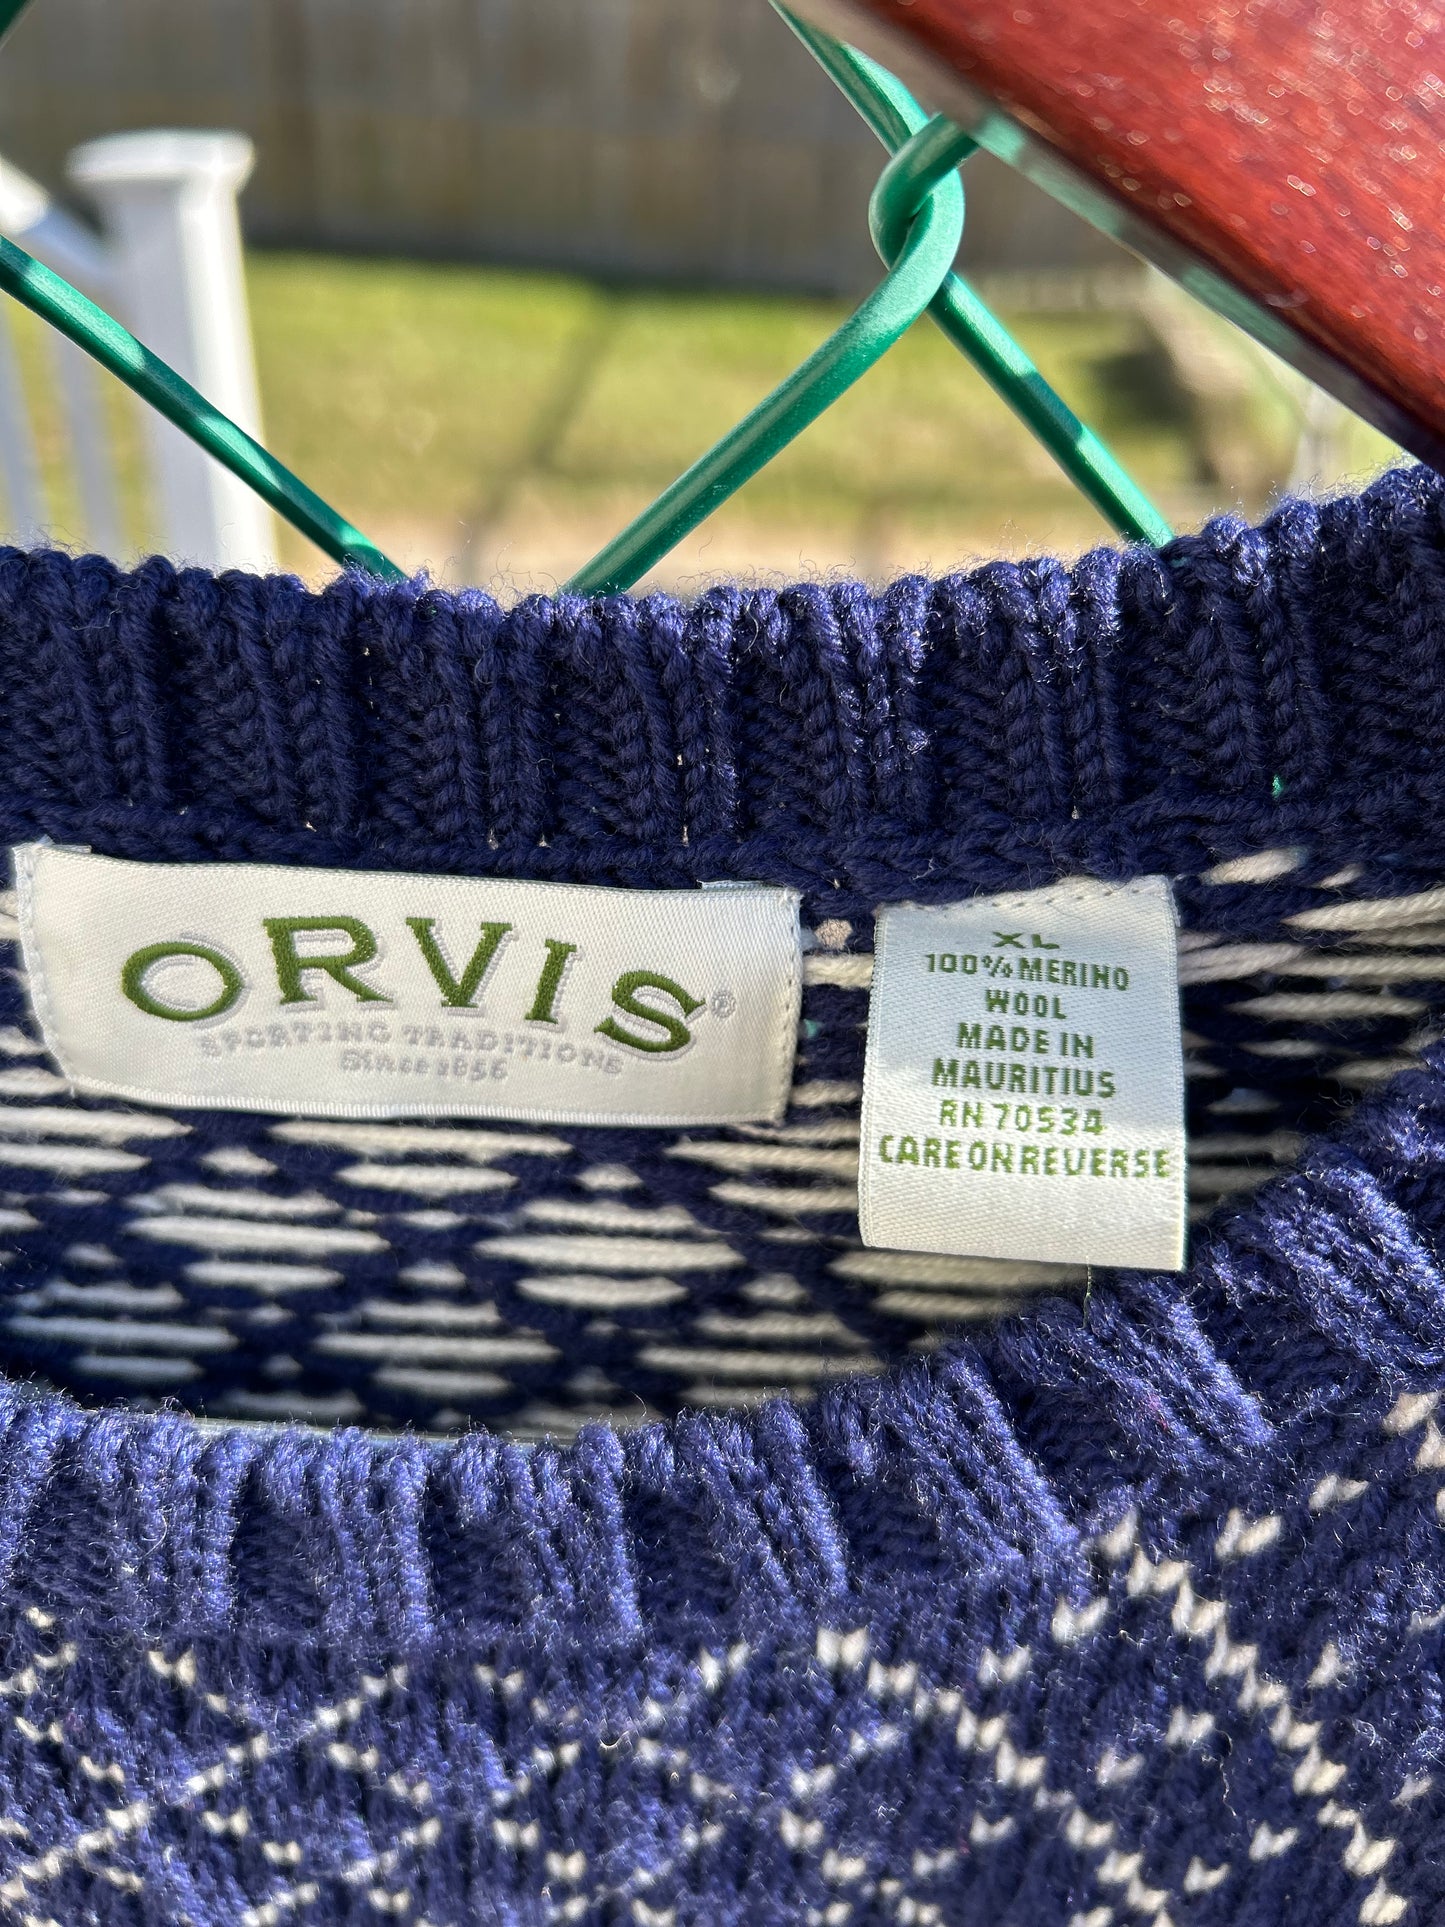 ORVIS®
SPORTING TRADITIONS
Since 1856
XL
100% MERINO
WOOL
MADE IN
MAURITIUS
RN 70534
CARE ON REVERSE